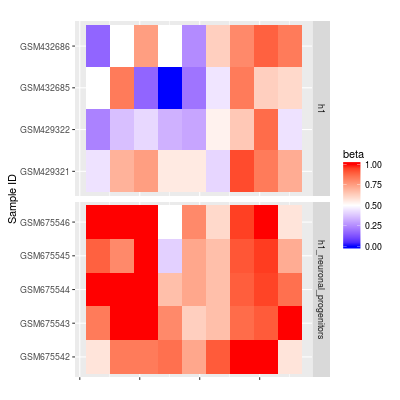 GSM432686
GSM432685
GSM429322
GSM429321
h1
GSM675546
GSM675545
GSM675544
GSM675543
GSM675542
h1_neuronal_progenitors
Sample ID
beta
1.00
0.75
0.50
0.25
0.00